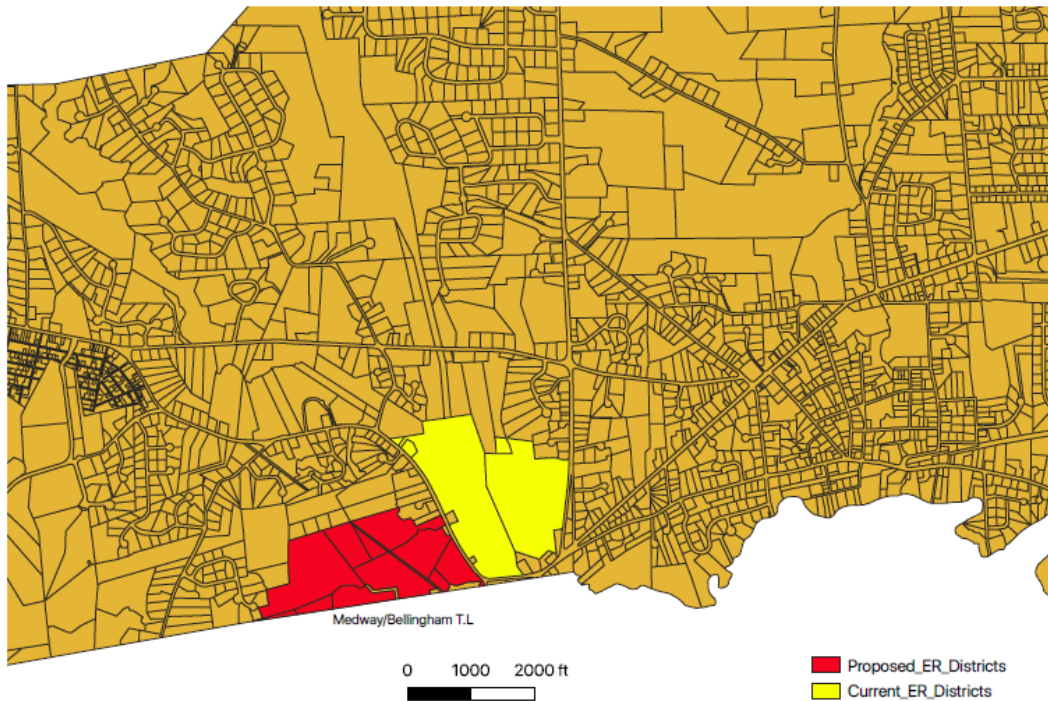 Medway/Bellingham T.L
0 1000 2000 ft
Proposed_ER_Districts
Current_ER_Districts